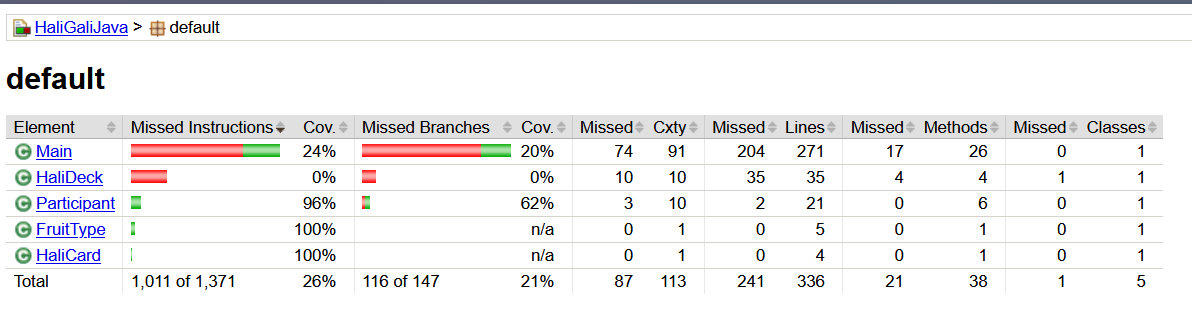 HaliGaliJava > default
default
Element Missed Instructions Cov. Missed Branches Cov. Missed Cxty Missed Lines Missed Methods Missed Classes
Main 24% 20% 74 91 204 271 17 26 0 1
HaliDeck 0% 0% 10 10 35 35 4 4 1 1
Participant 96% 62% 3 10 2 21 0 6 0 1
FruitType 100% n/a 0 1 0 5 0 1 0 1
HaliCard 100% n/a 0 1 0 4 0 1 0 1
Total 1,011 of 1,371 26% 116 of 147 21% 87 113 241 336 21 38 1 5